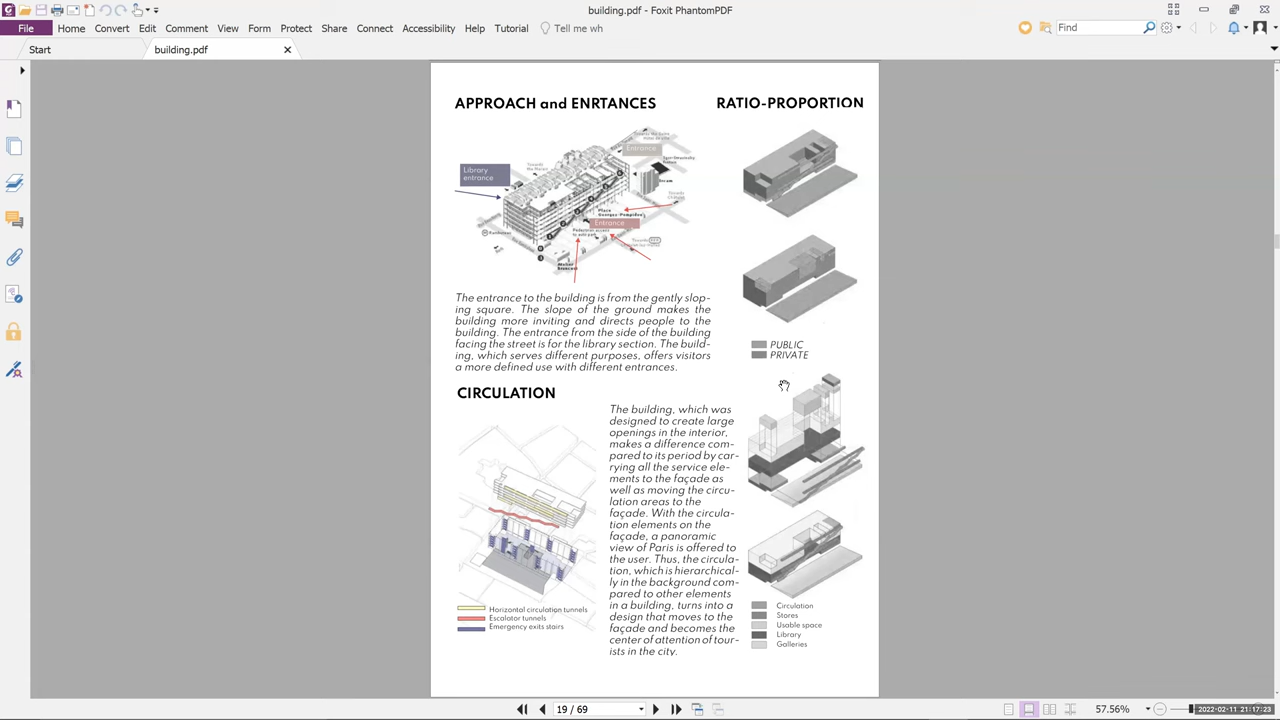 building.pdf - Foxit PhantomPDF
File Home Convert Edit Comment View Form Protect Share Connect Accessibility Help Tutorial Tell me wh
Find
Start
building.pdf
APPROACH and ENRTANCES
RATIO-PROPORTION
Library
entrance
Entrance
Entrance
Place
Georges-Pompidou
The entrance to the building is from the gently slop-
ing square. The slope of the ground makes the
building more inviting and directs people to the
building. The entrance from the side of the building
facing the street is for the library section. The build-
ing, which serves different purposes, offers visitors
a more defined use with different entrances.
PUBLIC
PRIVATE
CIRCULATION
The building, which was
designed to create large
openings in the interior,
makes a difference com-
pared to its period by car-
rying all the service ele-
ments to the façade as
well as moving the circu-
lation areas to the
façade. With the circula-
tion elements on the
façade, a panoramic
view of Paris is offered to
the user. Thus, the circula-
tion, which is hierarchical-
ly in the background com-
pared to other elements
in a building, turns into a
design that moves to the
façade and becomes the
center of attention of tour-
ists in the city.
Horizontal circulation tunnels
Escalator tunnels
Emergency exits stairs
Circulation
Stores
Usable space
Library
Galleries
19 / 69
57.56%
2022-02-11 21:17:23